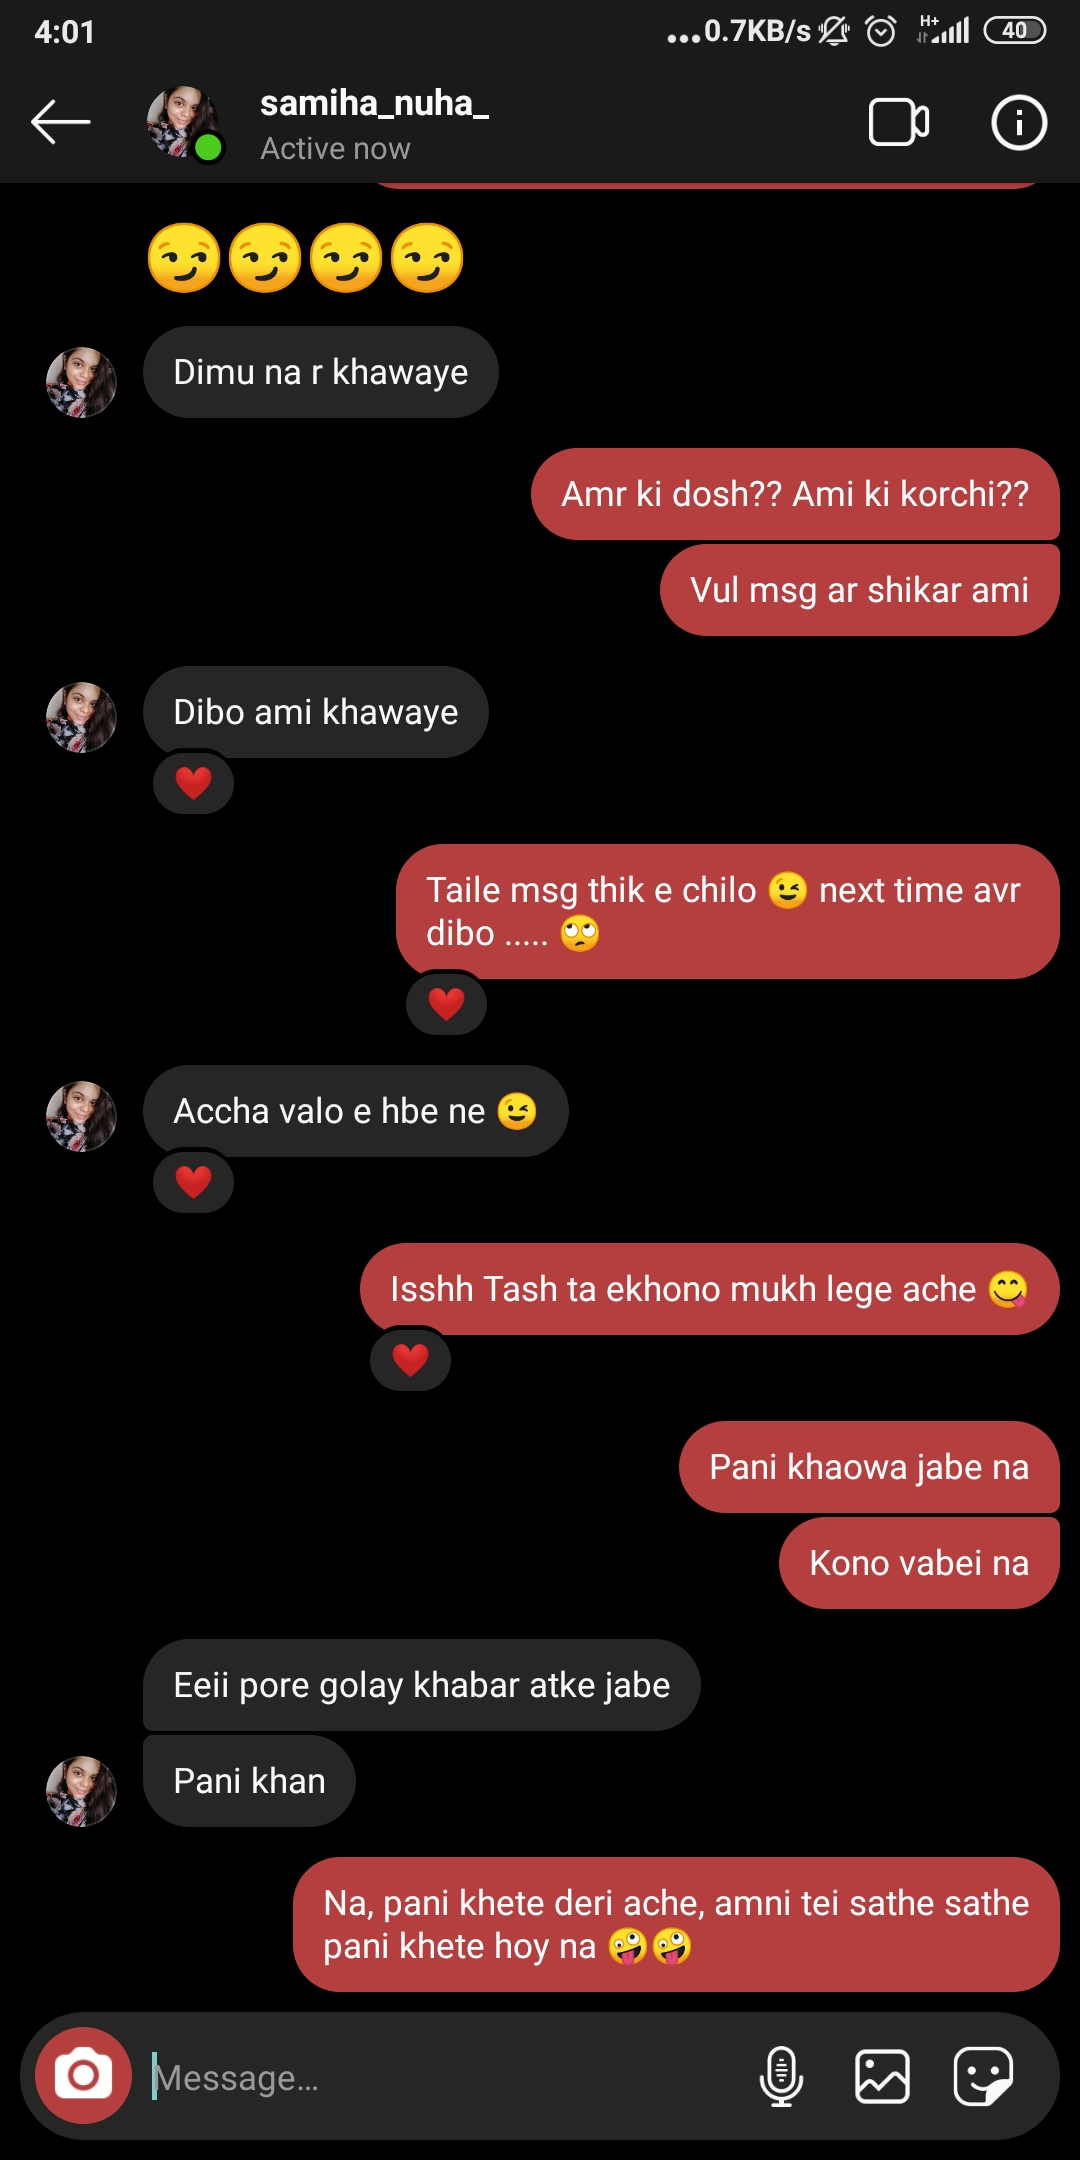 4:01
...0.7KB/s
H+
40
samiha_nuha_
Active now
😏😏😏😏
Dimu na r khawaye
Amr ki dosh?? Ami ki korchi??
Vul msg ar shikar ami
Dibo ami khawaye
❤️
Taile msg thik e chilo 😉 next time avr
dibo ..... 🙄
❤️
Accha valo e hbe ne 😉
❤️
Isshh Tash ta ekhono mukh lege ache 😋
❤️
Pani khaowa jabe na
Kono vabei na
Eeii pore golay khabar atke jabe
Pani khan
Na, pani khete deri ache, amni tei sathe sathe
pani khete hoy na 🤪🤪
Message...